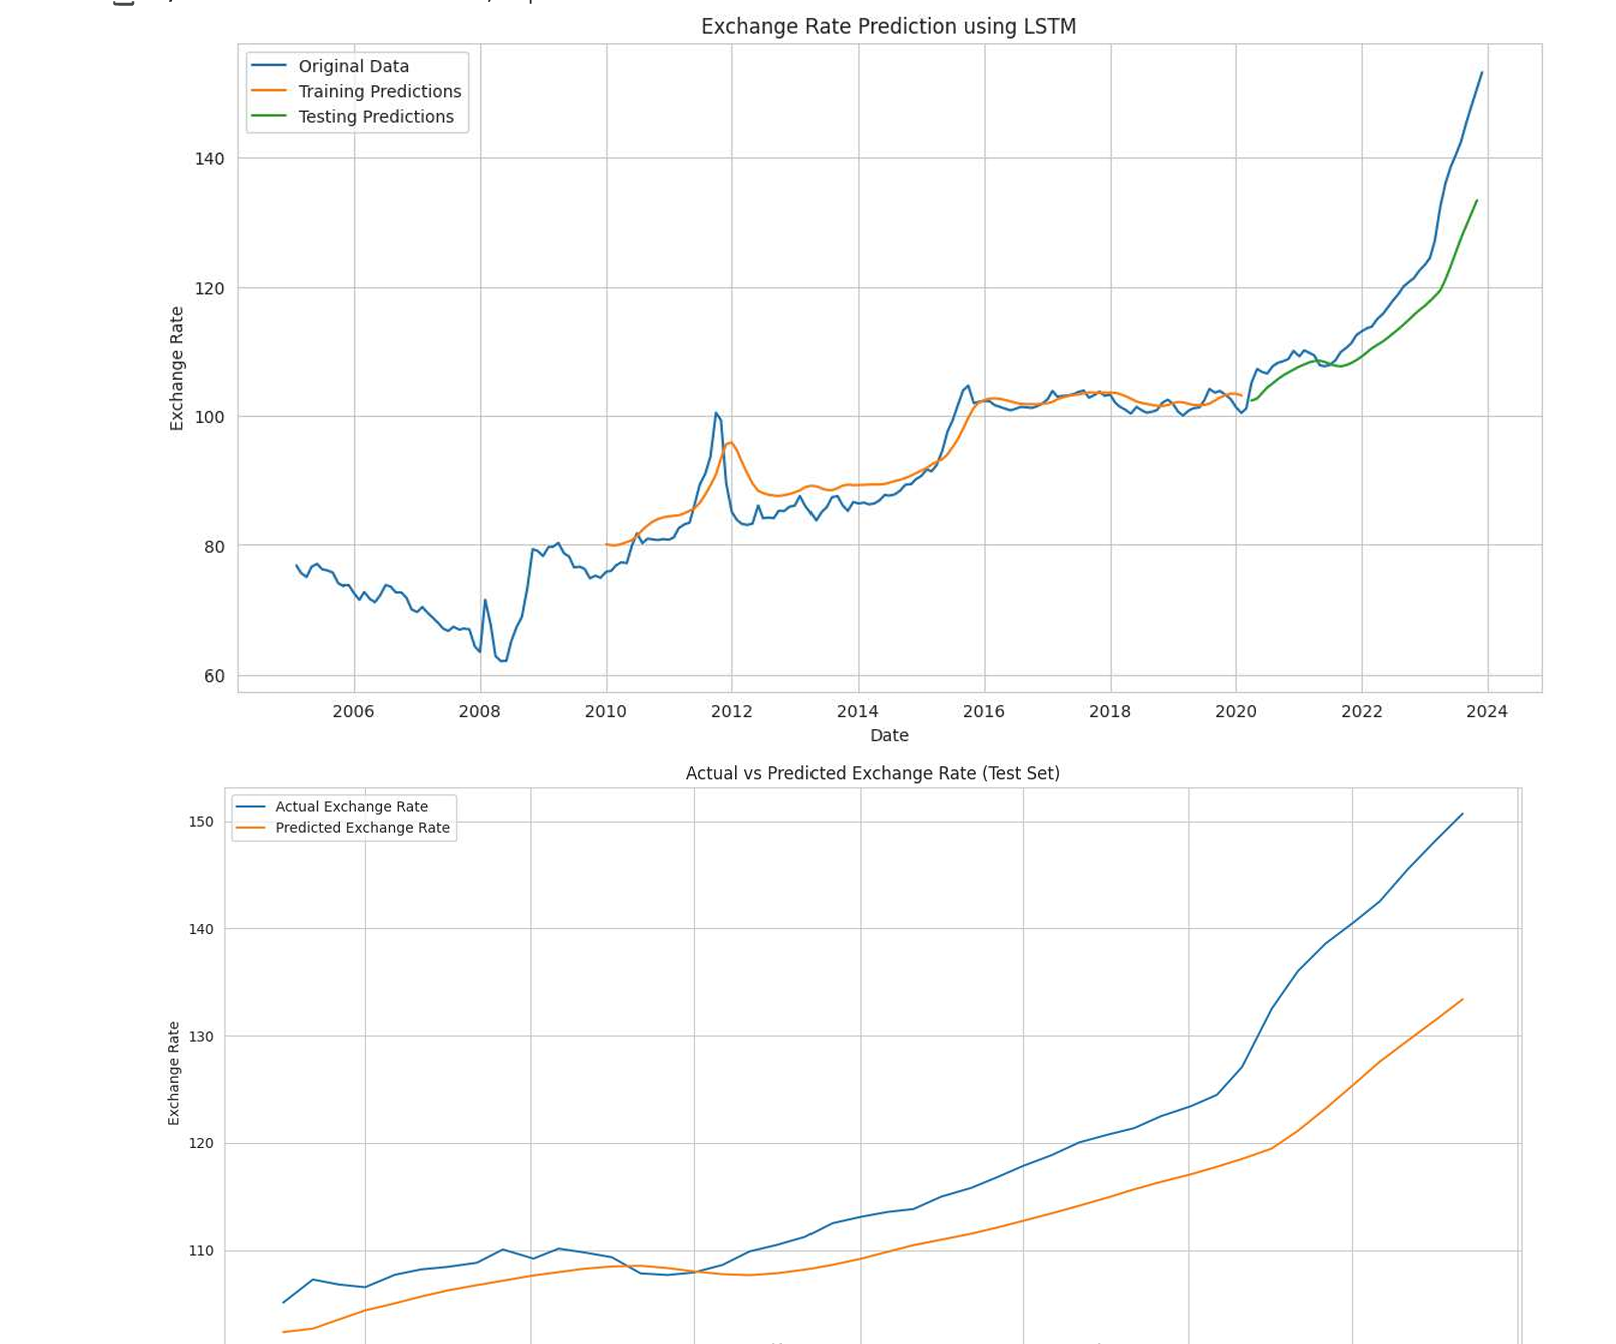 Exchange Rate Prediction using LSTM
Original Data
Training Predictions
Testing Predictions
140
120
100
80
60
Exchange Rate
2006 2008 2010 2012 2014 2016 2018 2020 2022 2024
Date
Actual vs Predicted Exchange Rate (Test Set)
Actual Exchange Rate
Predicted Exchange Rate
150
140
130
120
110
Exchange Rate